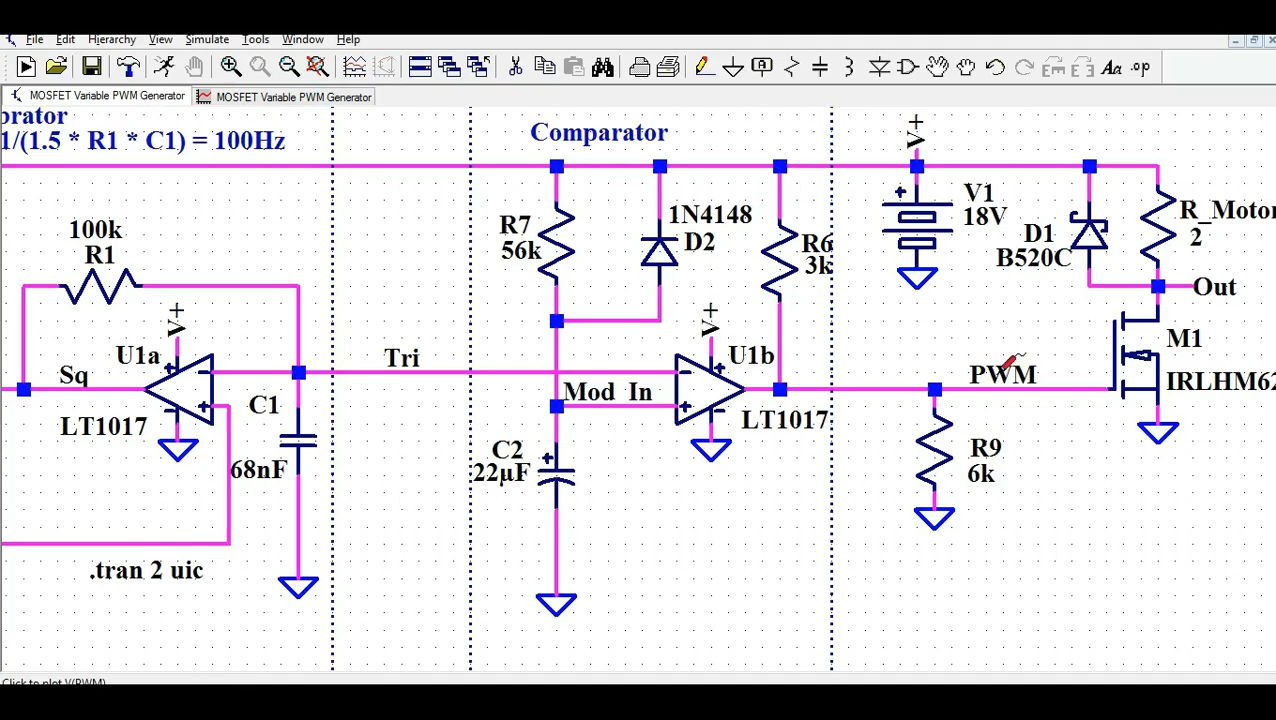 File Edit Hierarchy View Simulate Tools Window Help
MOSFET Variable PWM Generator MOSFET Variable PWM Generator
1/(1.5 * R1 * C1) = 100Hz
Comparator
V+
100k
R1
R7
56k
1N4148
D2
R6
3k
V1
18V
D1
B520C
R_Motor
2
Out
V+
U1a
Sq
LT1017
C1
68nF
Tri
V+
U1b
Mod_In
LT1017
C2
22µF
PWM
R9
6k
M1
.tran 2 uic
Click to plot V(PWM)